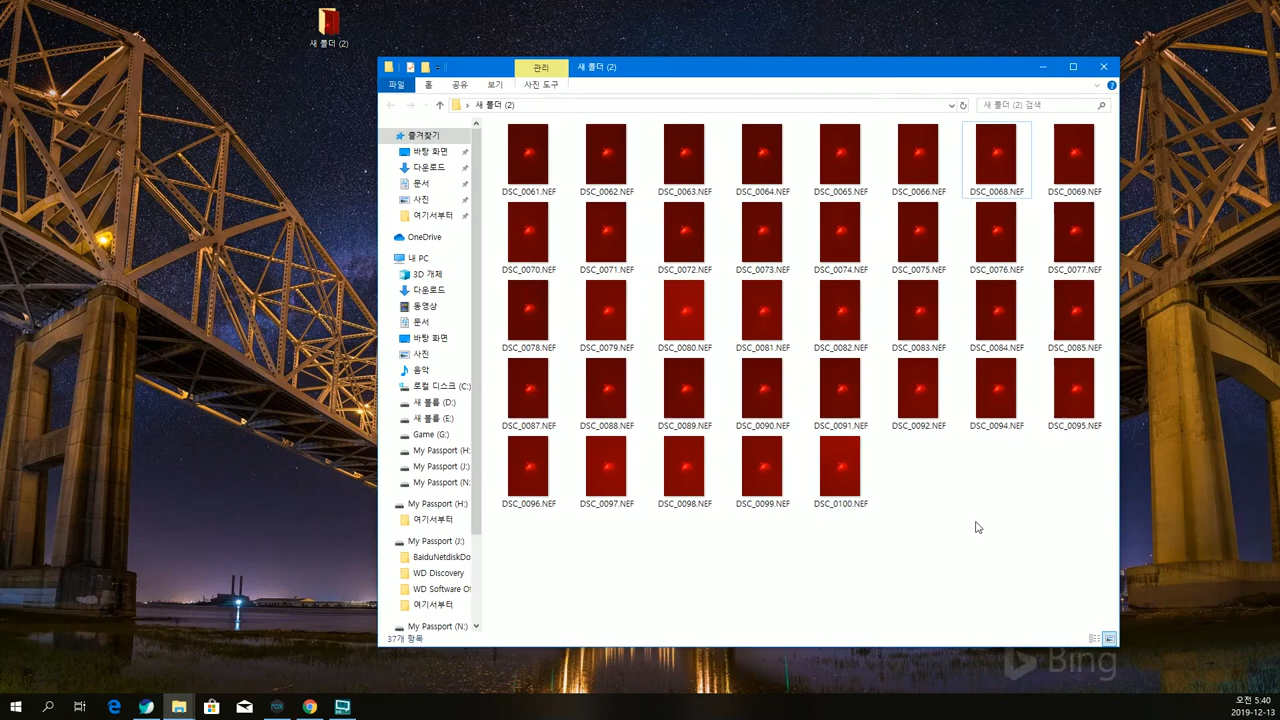 새 폴더 (2)
관리
새 폴더 (2)
파일
홈
공유
보기
사진 도구
새 폴더 (2)
새 폴더 (2) 검색
즐겨찾기
바탕 화면
다운로드
문서
사진
여기서부터
OneDrive
내 PC
3D 개체
다운로드
동영상
문서
바탕 화면
사진
음악
로컬 디스크 (C:)
새 볼륨 (D:)
새 볼륨 (E:)
Game (G:)
My Passport (H:
My Passport (J:)
My Passport (N:
My Passport (H:)
여기서부터
My Passport (J:)
BaiduNetdiskDo
WD Discovery
WD Software Of
여기서부터
My Passport (N:)
DSC_0061.NEF DSC_0062.NEF DSC_0063.NEF DSC_0064.NEF DSC_0065.NEF DSC_0066.NEF DSC_0068.NEF DSC_0069.NEF
DSC_0070.NEF DSC_0071.NEF DSC_0072.NEF DSC_0073.NEF DSC_0074.NEF DSC_0075.NEF DSC_0076.NEF DSC_0077.NEF
DSC_0078.NEF DSC_0079.NEF DSC_0080.NEF DSC_0081.NEF DSC_0082.NEF DSC_0083.NEF DSC_0084.NEF DSC_0085.NEF
DSC_0087.NEF DSC_0088.NEF DSC_0089.NEF DSC_0090.NEF DSC_0091.NEF DSC_0092.NEF DSC_0094.NEF DSC_0095.NEF
DSC_0096.NEF DSC_0097.NEF DSC_0098.NEF DSC_0099.NEF DSC_0100.NEF
37개 항목
Bing
오전 5:40
2019-12-13